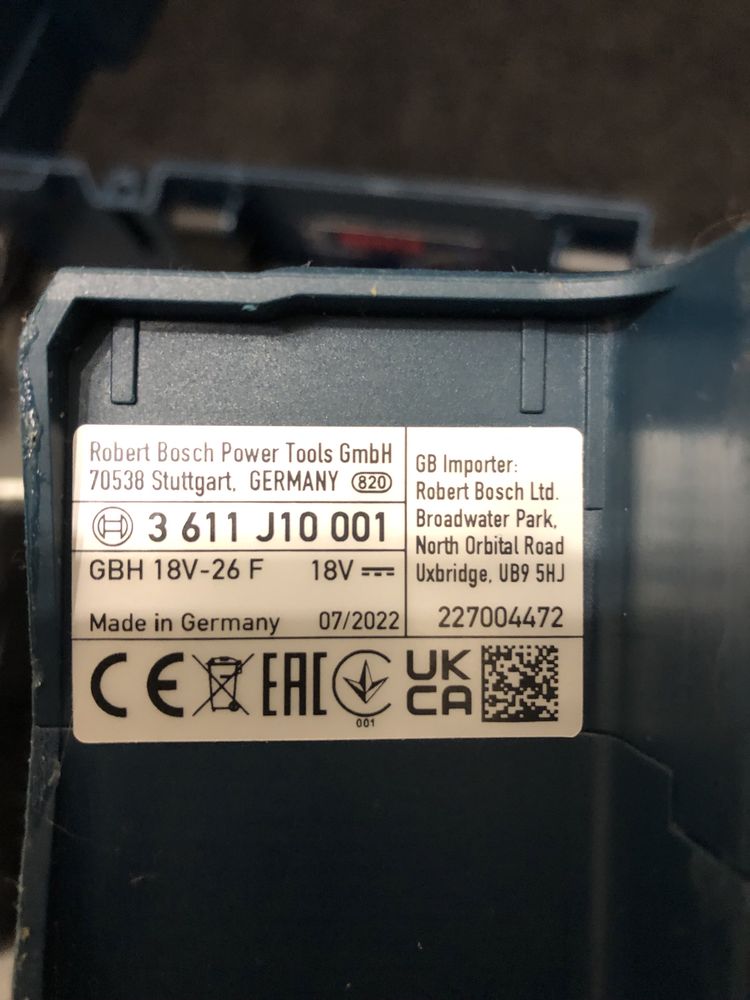 Robert Bosch Power Tools GmbH
70538 Stuttgart, GERMANY 820
3 611 J10 001
GBH 18V-26 F 18V
Made in Germany 07/2022
GB Importer:
Robert Bosch Ltd.
Broadwater Park,
North Orbital Road
Uxbridge, UB9 5HJ
227004472
CE EAC 001 UK
CA